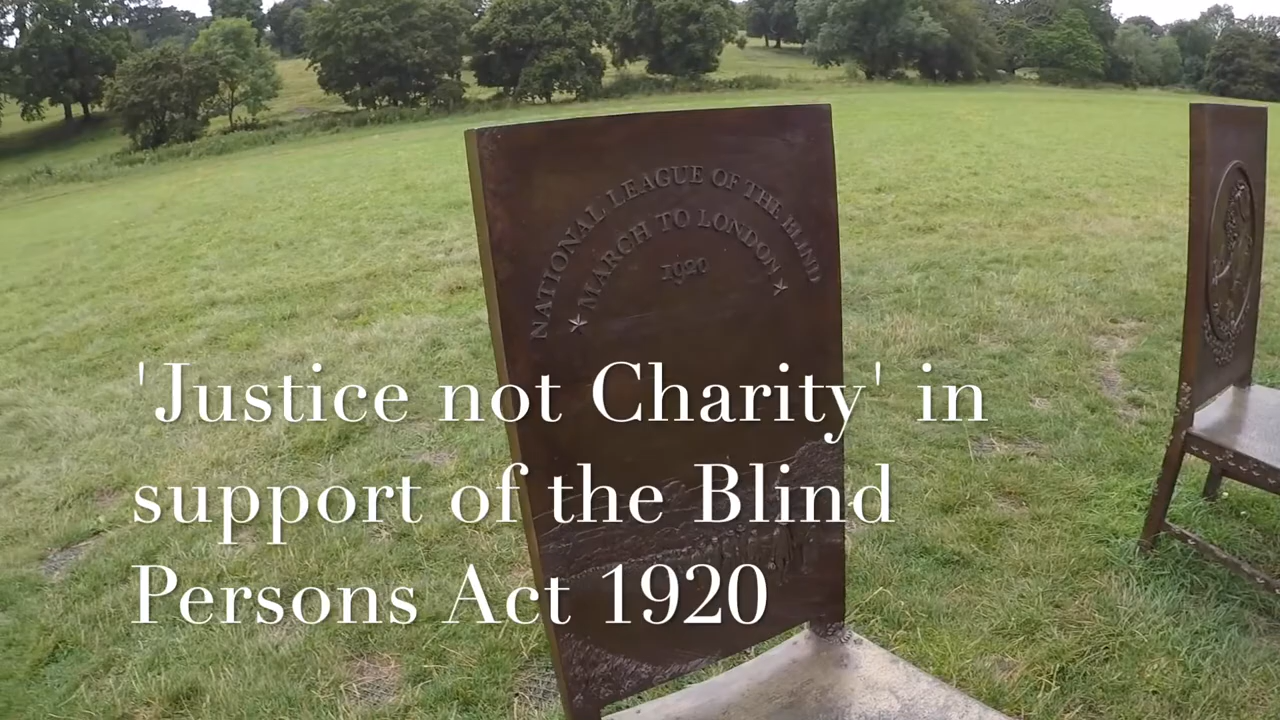 NATIONAL LEAGUE OF THE BLIND
MARCH TO LONDON
1920
'Justice not Charity' in
support of the Blind
Persons Act 1920